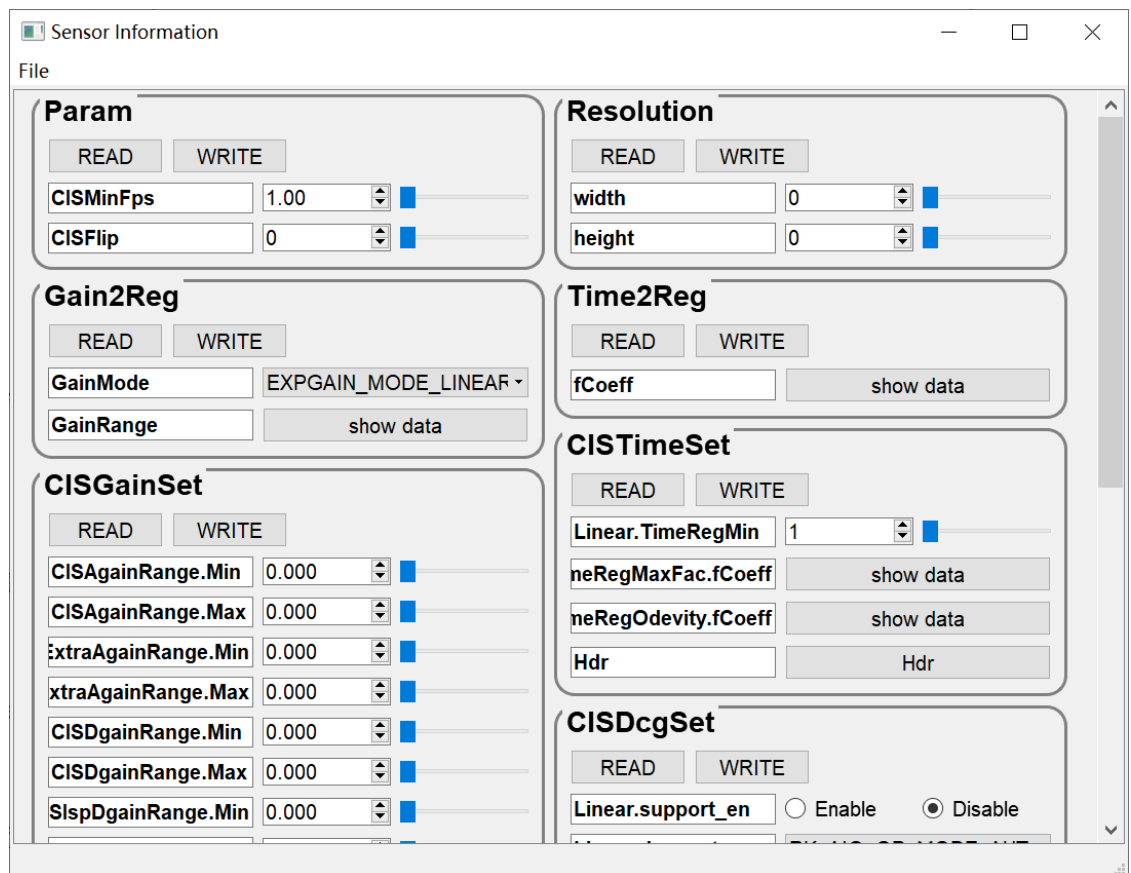 Sensor Information
File
Param
READ WRITE
CISMinFps 1.00
CISFlip 0
Gain2Reg
READ WRITE
GainMode EXPGAIN_MODE_LINEAR
GainRange show data
CISGainSet
READ WRITE
CISAgainRange.Min 0.000
CISAgainRange.Max 0.000
ExtraAgainRange.Min 0.000
xtraAgainRange.Max 0.000
CISDgainRange.Min 0.000
CISDgainRange.Max 0.000
SIspDgainRange.Min 0.000
Resolution
READ WRITE
width 0
height 0
Time2Reg
READ WRITE
fCoeff show data
CISTimeSet
READ WRITE
Linear.TimeRegMin 1
neRegMaxFac.fCoeff show data
neRegOdevity.fCoeff show data
Hdr Hdr
CISDcgSet
READ WRITE
Linear.support_en Enable Disable